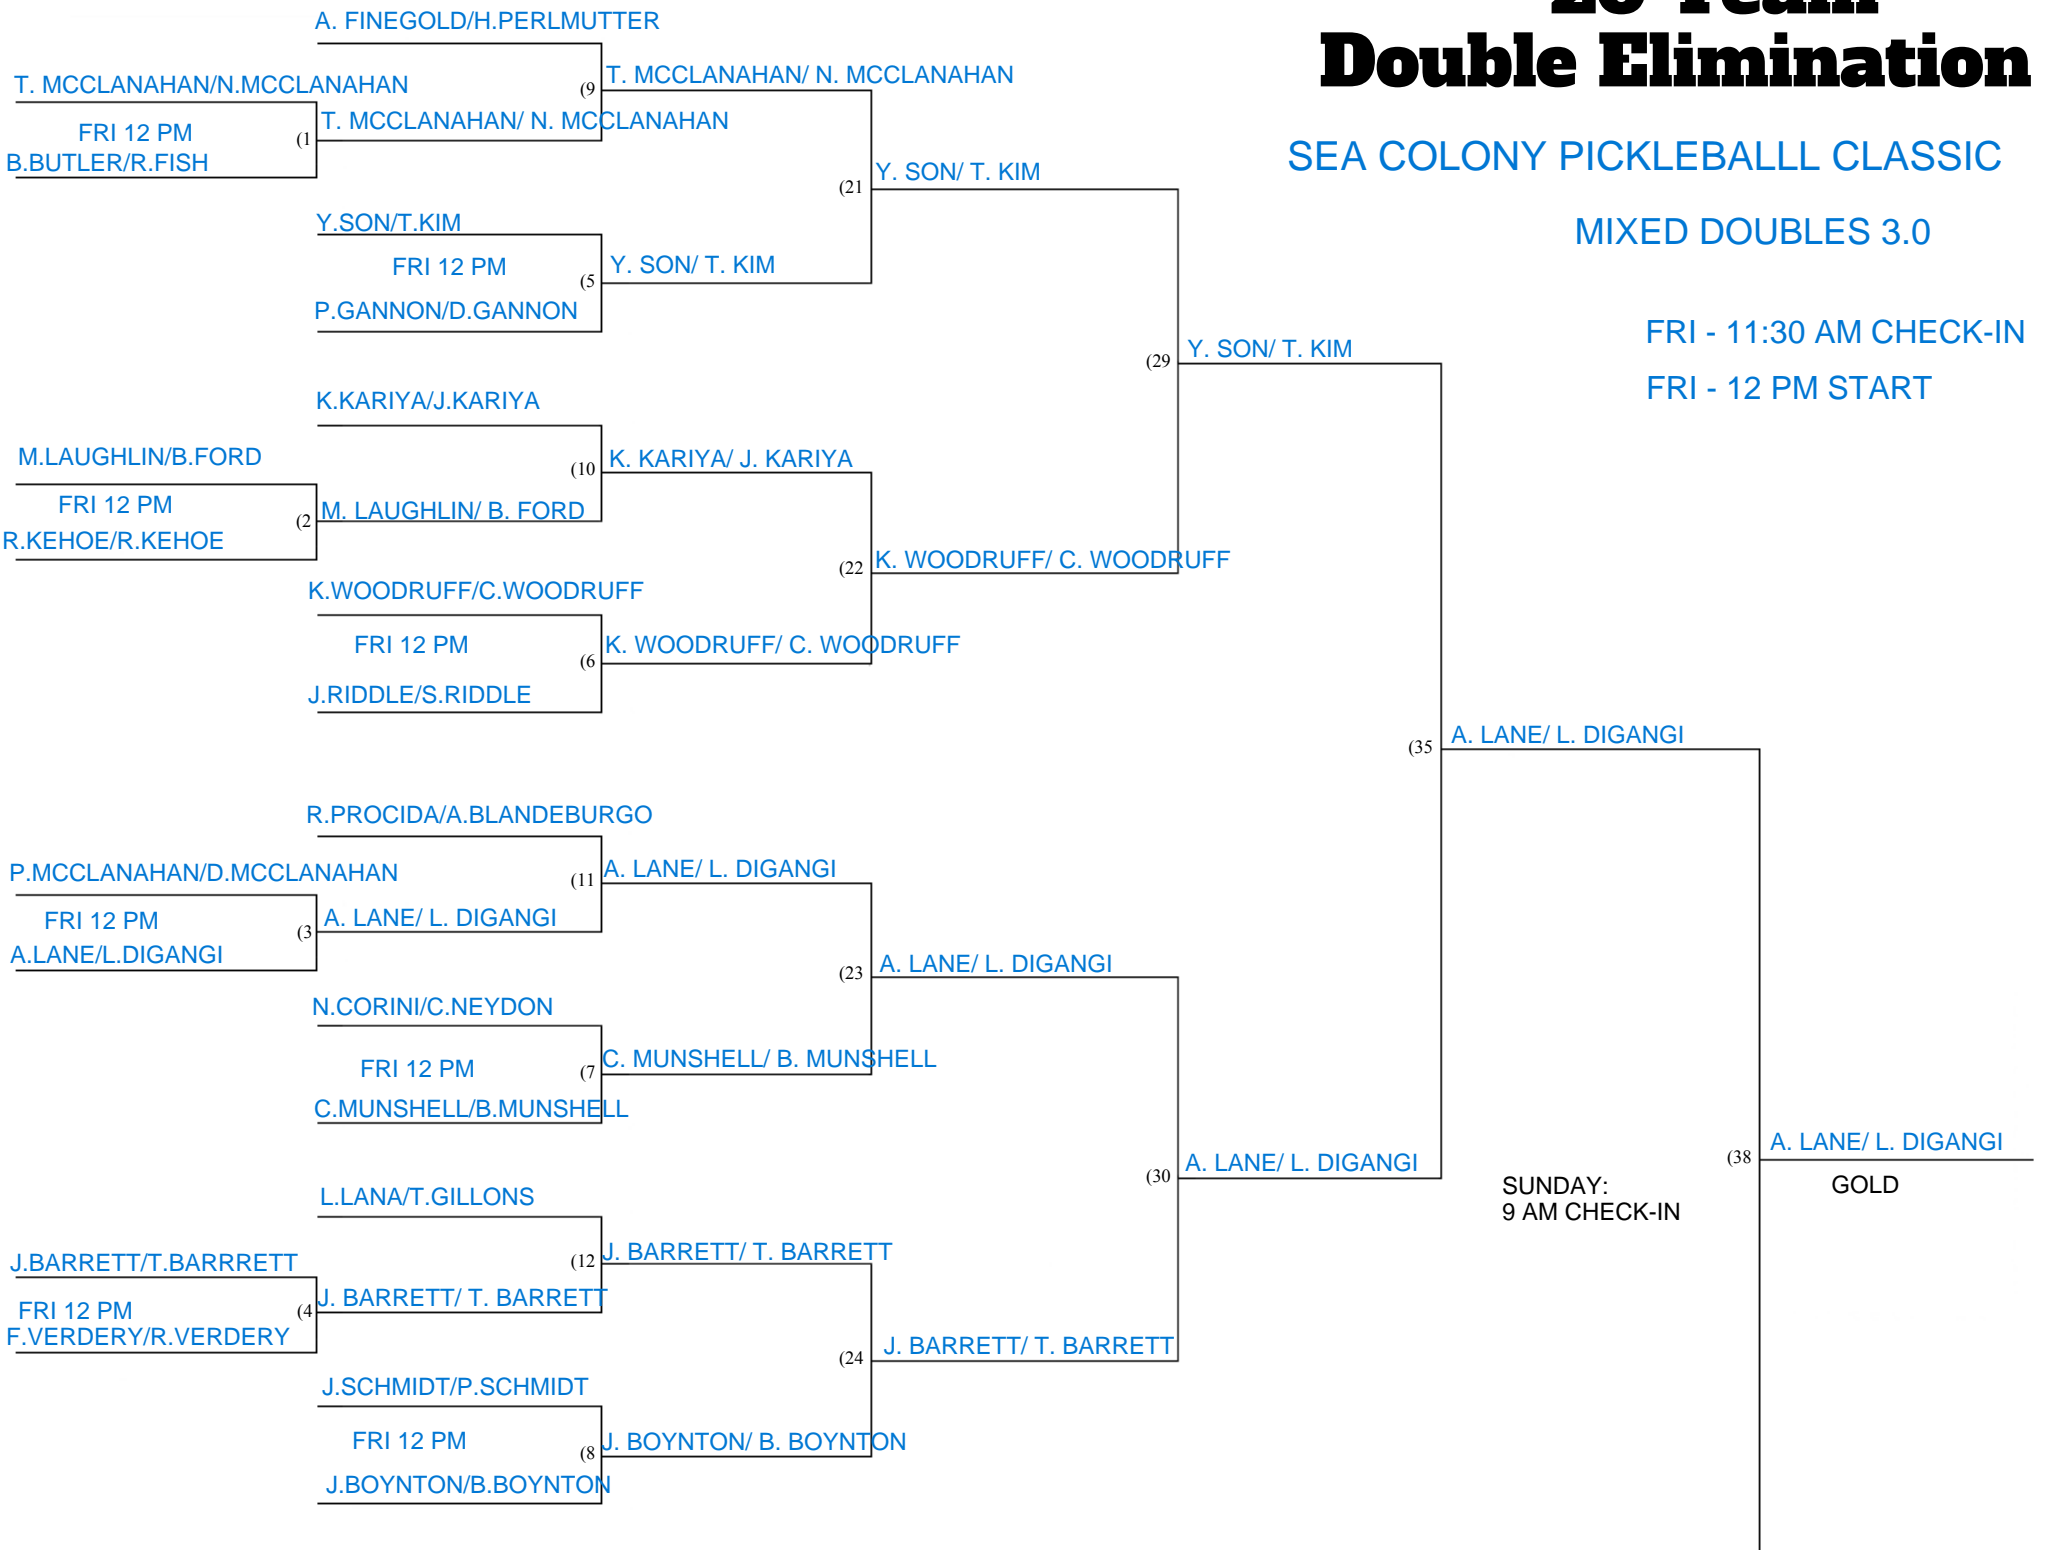 20 Team
Double Elimination
SEA COLONY PICKLEBALLL CLASSIC
MIXED DOUBLES 3.0
FRI - 11:30 AM CHECK-IN
FRI - 12 PM START
A. FINEGOLD/H.PERLMUTTER
T. MCCLANAHAN/N.MCCLANAHAN
FRI 12 PM
B.BUTLER/R.FISH
(1
T. MCCLANAHAN/ N. MCCLANAHAN
(9
T. MCCLANAHAN/ N. MCCLANAHAN
Y.SON/T.KIM
FRI 12 PM
P.GANNON/D.GANNON
(5
Y. SON/ T. KIM
(21
Y. SON/ T. KIM
K.KARIYA/J.KARIYA
M.LAUGHLIN/B.FORD
FRI 12 PM
R.KEHOE/R.KEHOE
(2
M. LAUGHLIN/ B. FORD
(10
K. KARIYA/ J. KARIYA
K.WOODRUFF/C.WOODRUFF
FRI 12 PM
J.RIDDLE/S.RIDDLE
(6
K. WOODRUFF/ C. WOODRUFF
(22
K. WOODRUFF/ C. WOODRUFF
(29
Y. SON/ T. KIM
R.PROCIDA/A.BLANDEBURGO
P.MCCLANAHAN/D.MCCLANAHAN
FRI 12 PM
A.LANE/L.DIGANGI
(3
A. LANE/ L. DIGANGI
(11
A. LANE/ L. DIGANGI
N.CORINI/C.NEYDON
FRI 12 PM
C.MUNSHELL/B.MUNSHELL
(7
C. MUNSHELL/ B. MUNSHELL
(23
A. LANE/ L. DIGANGI
L.LANA/T.GILLONS
J.BARRETT/T.BARRRETT
FRI 12 PM
F.VERDERY/R.VERDERY
(4
J. BARRETT/ T. BARRETT
(12
J. BARRETT/ T. BARRETT
J.SCHMIDT/P.SCHMIDT
FRI 12 PM
J.BOYNTON/B.BOYNTON
(8
J. BOYNTON/ B. BOYNTON
(24
J. BARRETT/ T. BARRETT
(30
A. LANE/ L. DIGANGI
(35
A. LANE/ L. DIGANGI
SUNDAY:
9 AM CHECK-IN
(38
A. LANE/ L. DIGANGI
GOLD